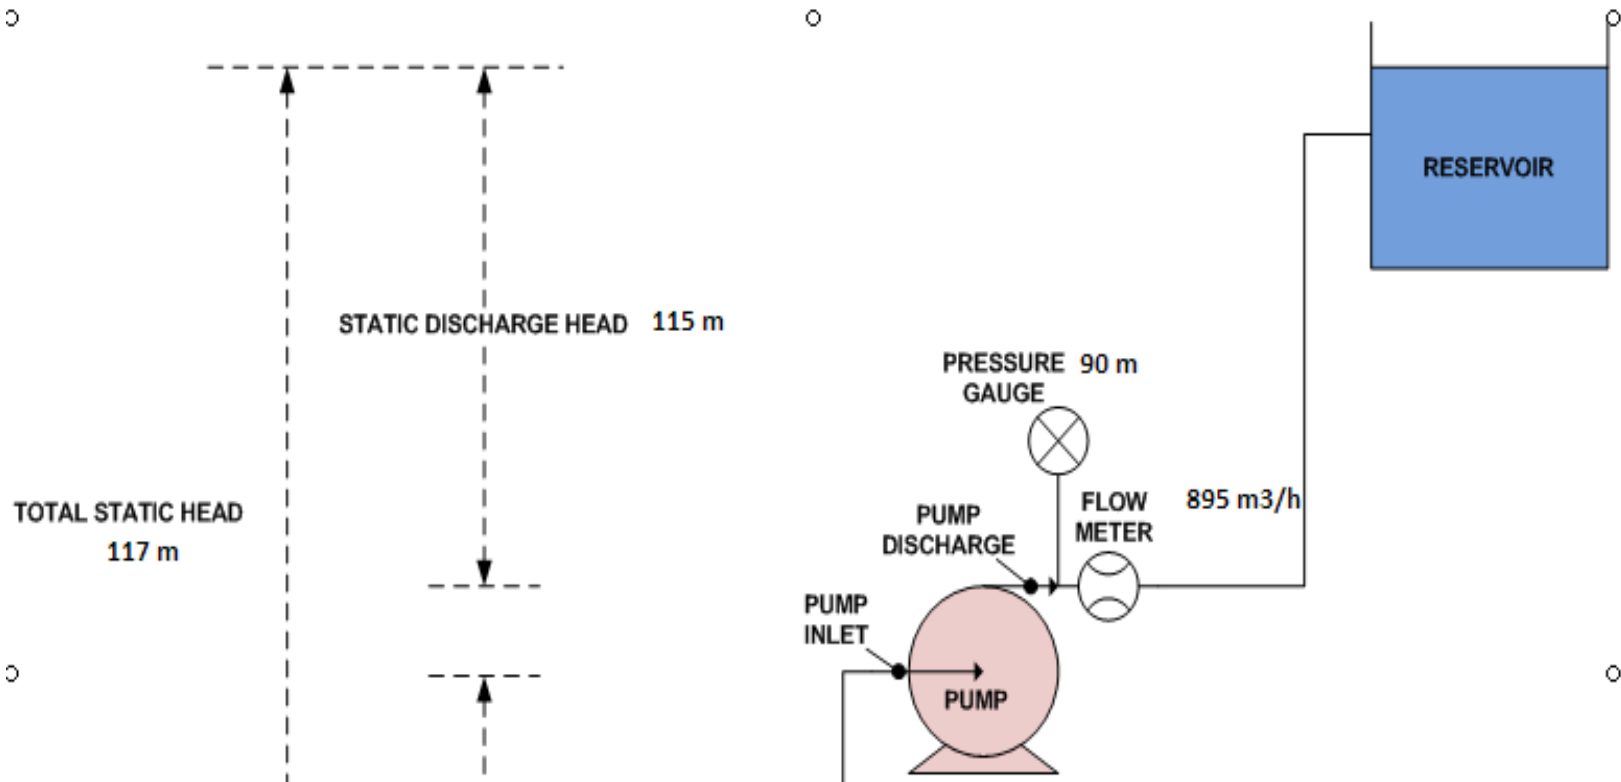 RESERVOIR
STATIC DISCHARGE HEAD 115 m
PRESSURE 90 m
GAUGE
TOTAL STATIC HEAD
117 m
PUMP
DISCHARGE
FLOW
METER
895 m3/h
PUMP
INLET
PUMP